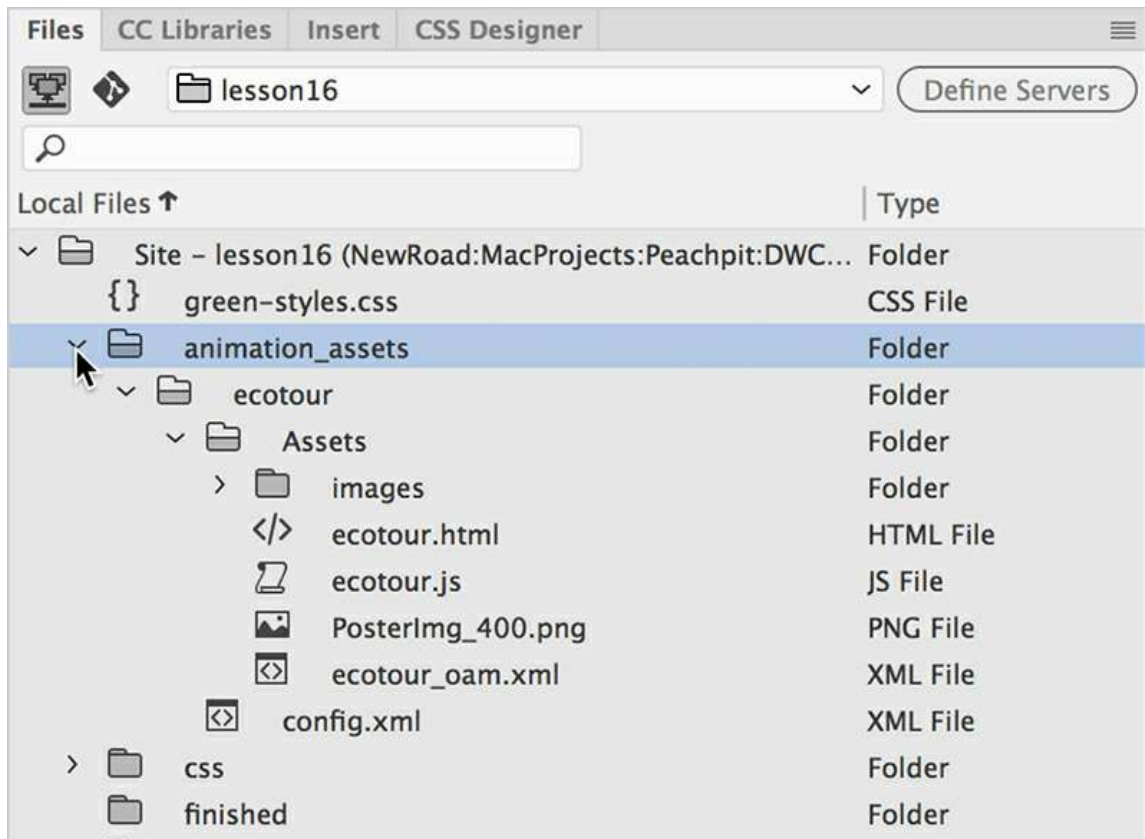 Files CC Libraries Insert CSS Designer
lesson16 Define Servers
Local Files ↑ Type
Site – lesson16 (NewRoad:MacProjects:Peachpit:DWC... Folder
green-styles.css CSS File
animation_assets Folder
ecotour Folder
Assets Folder
images Folder
ecotour.html HTML File
ecotour.js JS File
PosterImg_400.png PNG File
ecotour_oam.xml XML File
config.xml XML File
css Folder
finished Folder